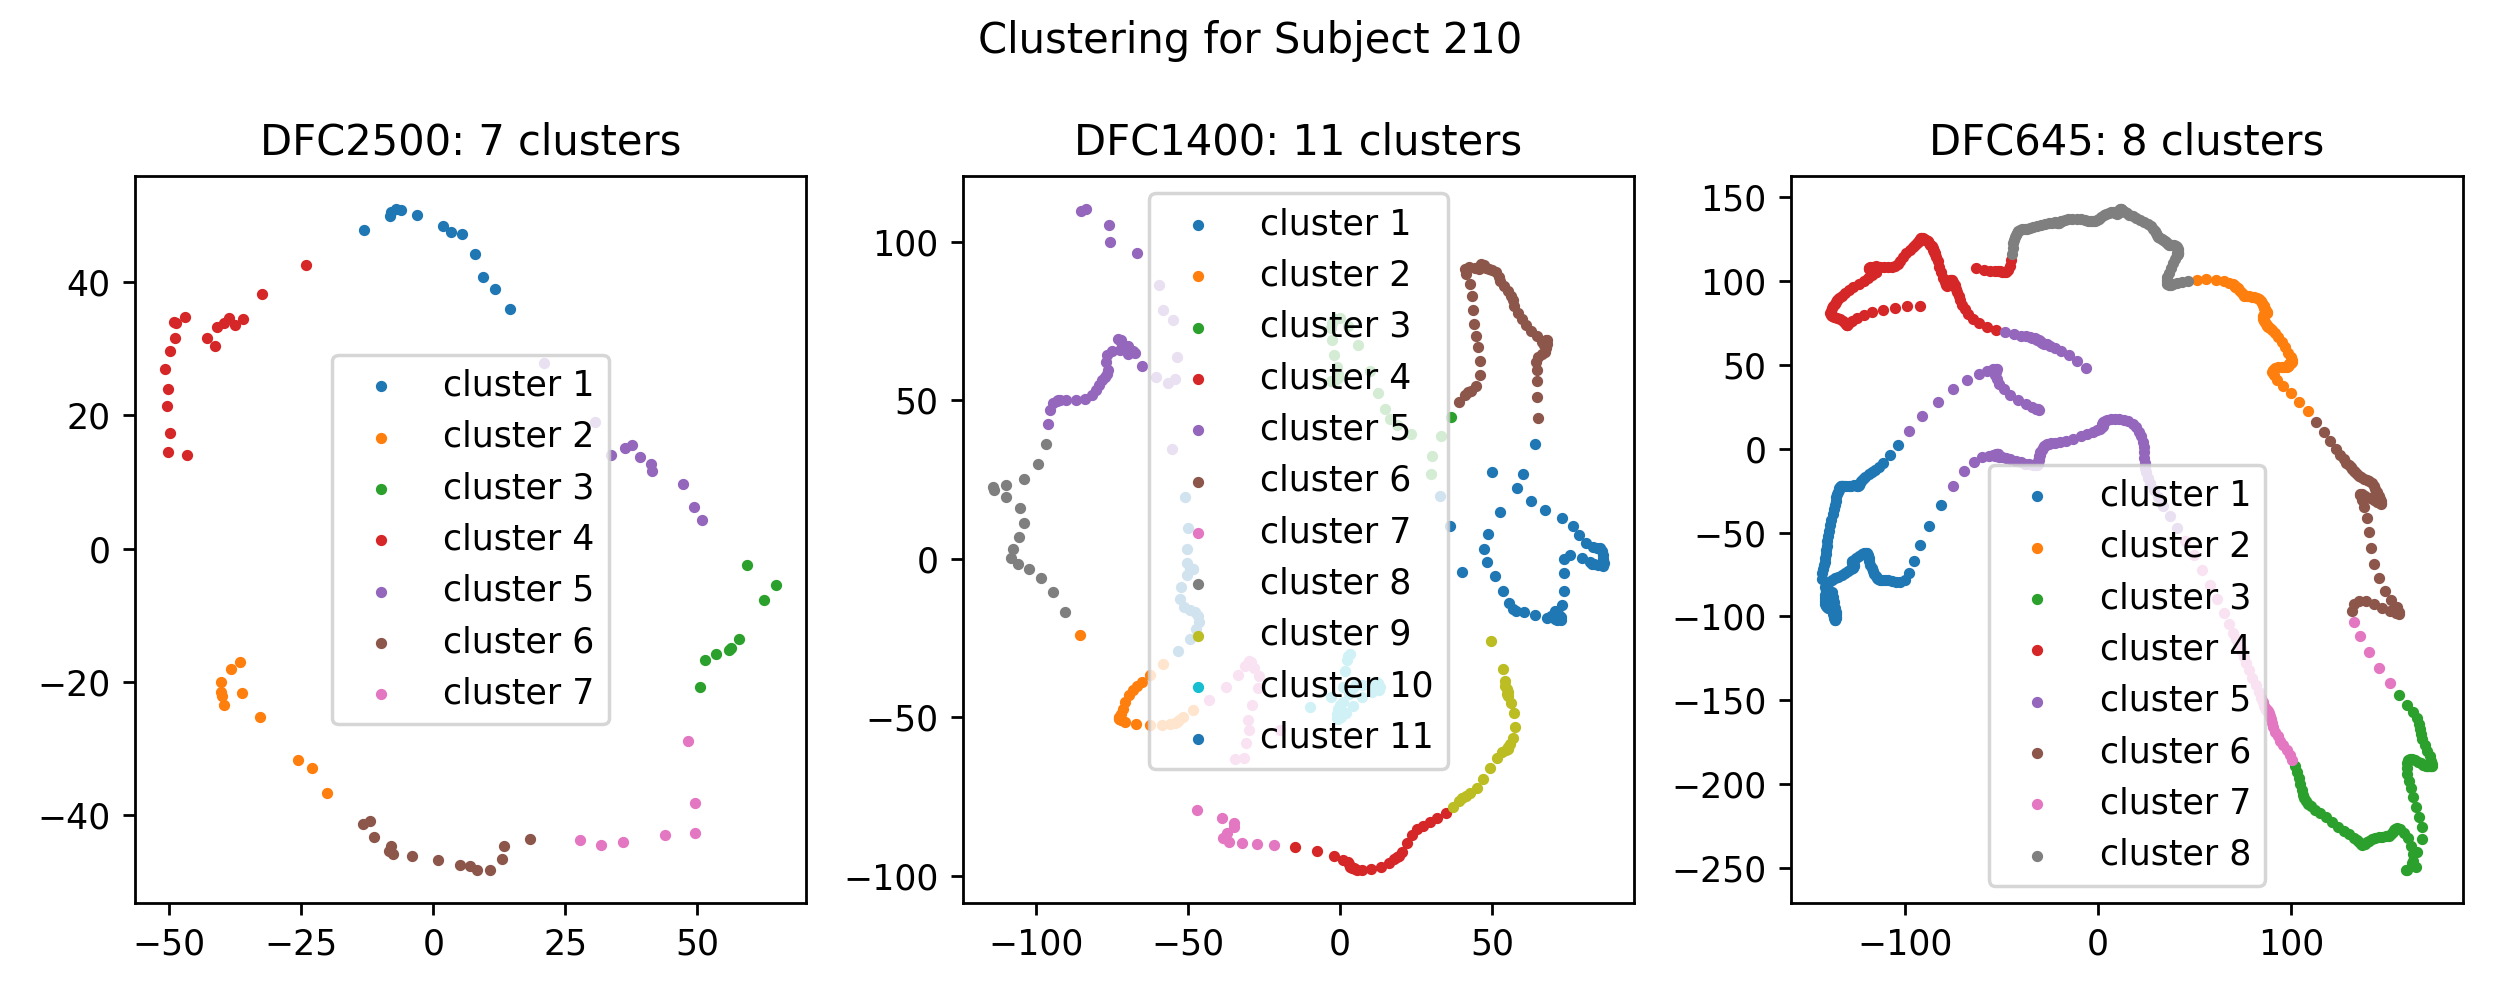 Clustering for Subject 210
DFC2500: 7 clusters
40
20
0
−20
−40
−50
−25
0
25
50
cluster 1
cluster 2
cluster 3
cluster 4
cluster 5
cluster 6
cluster 7
DFC1400: 11 clusters
100
50
0
−50
−100
−100
−50
0
50
cluster 1
cluster 2
cluster 3
cluster 4
cluster 5
cluster 6
cluster 7
cluster 8
cluster 9
cluster 10
cluster 11
DFC645: 8 clusters
150
100
50
0
−50
−100
−150
−200
−250
−100
0
100
cluster 1
cluster 2
cluster 3
cluster 4
cluster 5
cluster 6
cluster 7
cluster 8